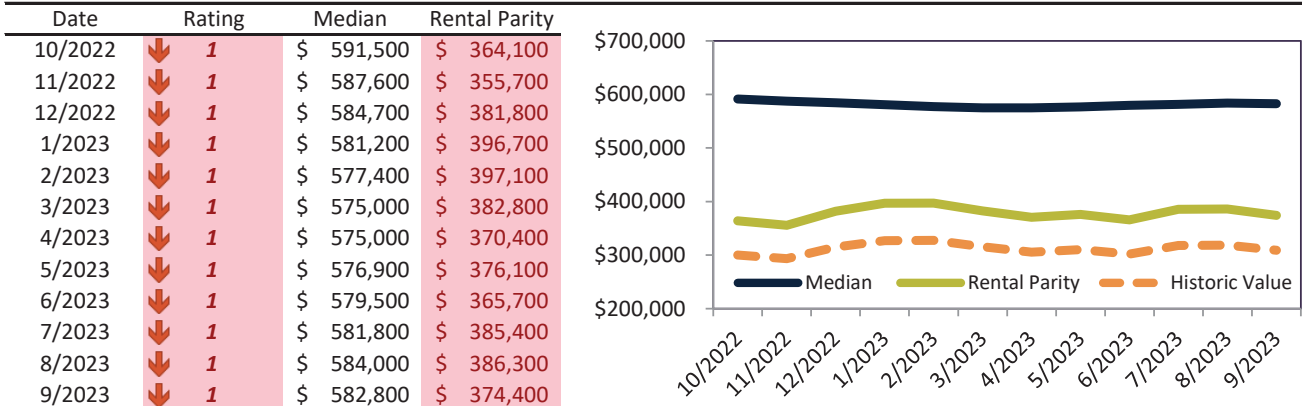 Date Rating Median Rental Parity
10/2022 1 $ 591,500 $ 364,100
11/2022 1 $ 587,600 $ 355,700
12/2022 1 $ 584,700 $ 381,800
1/2023 1 $ 581,200 $ 396,700
2/2023 1 $ 577,400 $ 397,100
3/2023 1 $ 575,000 $ 382,800
4/2023 1 $ 575,000 $ 370,400
5/2023 1 $ 576,900 $ 376,100
6/2023 1 $ 579,500 $ 365,700
7/2023 1 $ 581,800 $ 385,400
8/2023 1 $ 584,000 $ 386,300
9/2023 1 $ 582,800 $ 374,400
$700,000
$600,000
$500,000
$400,000
$300,000
$200,000
Median Rental Parity Historic Value
10/2022 11/2022 12/2022 1/2023 2/2023 3/2023 4/2023 5/2023 6/2023 7/2023 8/2023 9/2023